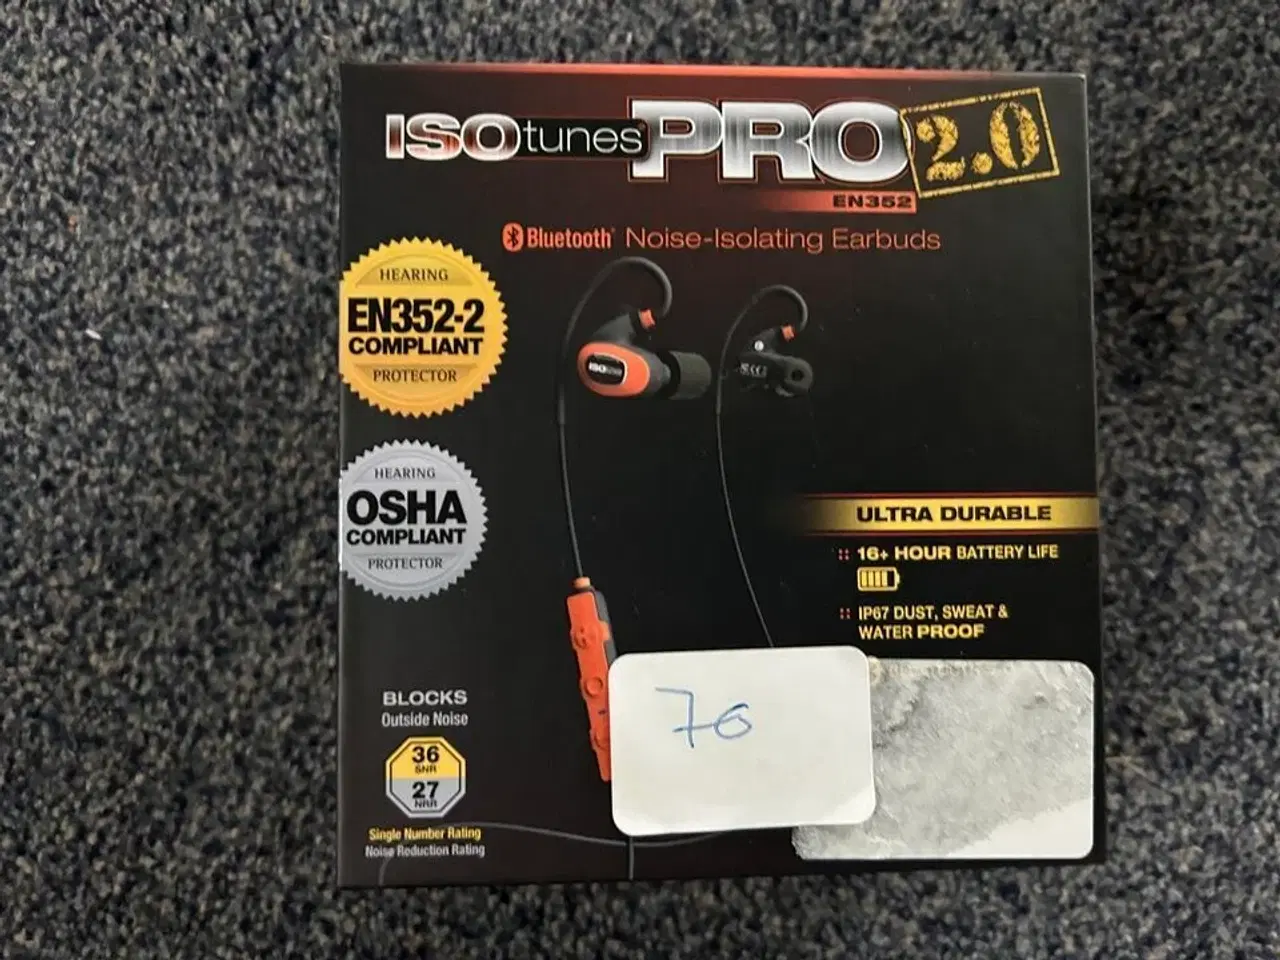 ISOtunes® PRO 2.0
EN352
Bluetooth® Noise-Isolating Earbuds
HEARING
EN352-2
COMPLIANT
PROTECTOR
HEARING
OSHA
COMPLIANT
PROTECTOR
ISOtunes
ULTRA DURABLE
16+ HOUR BATTERY LIFE
IP67 DUST, SWEAT &
WATER PROOF
BLOCKS
Outside Noise
36
SNR
27
NRR
Single Number Rating
Noise Reduction Rating